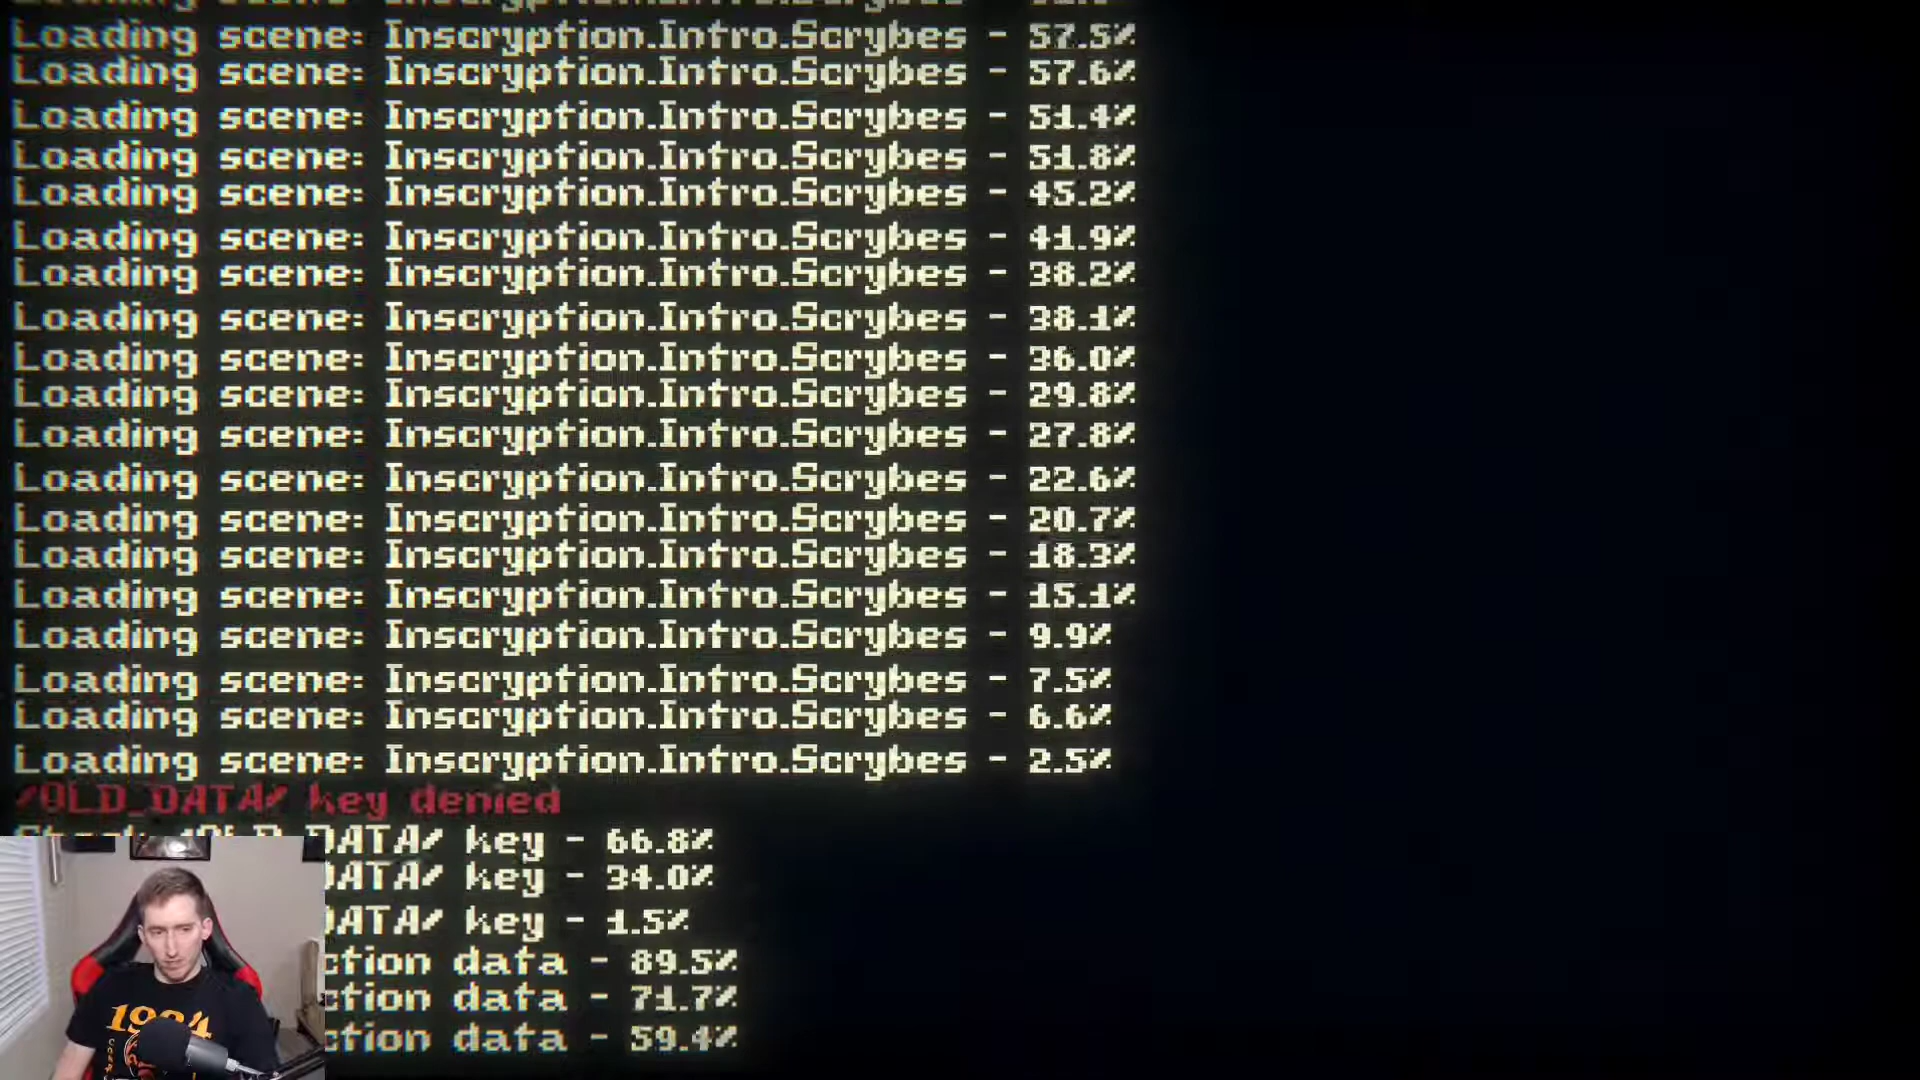 Loading scene: Inscryption.Intro.Scrybes - 57.5%
Loading scene: Inscryption.Intro.Scrybes - 57.6%
Loading scene: Inscryption.Intro.Scrybes - 51.4%
Loading scene: Inscryption.Intro.Scrybes - 51.8%
Loading scene: Inscryption.Intro.Scrybes - 45.2%
Loading scene: Inscryption.Intro.Scrybes - 41.9%
Loading scene: Inscryption.Intro.Scrybes - 38.2%
Loading scene: Inscryption.Intro.Scrybes - 38.1%
Loading scene: Inscryption.Intro.Scrybes - 36.0%
Loading scene: Inscryption.Intro.Scrybes - 29.8%
Loading scene: Inscryption.Intro.Scrybes - 27.8%
Loading scene: Inscryption.Intro.Scrybes - 22.6%
Loading scene: Inscryption.Intro.Scrybes - 20.7%
Loading scene: Inscryption.Intro.Scrybes - 18.3%
Loading scene: Inscryption.Intro.Scrybes - 15.1%
Loading scene: Inscryption.Intro.Scrybes - 9.9%
Loading scene: Inscryption.Intro.Scrybes - 7.5%
Loading scene: Inscryption.Intro.Scrybes - 6.6%
Loading scene: Inscryption.Intro.Scrybes - 2.5%
/OLD_DATA/ key denied
DATA/ key - 66.8%
DATA/ key - 34.0%
DATA/ key - 1.5%
ction data - 89.5%
ction data - 71.7%
ction data - 59.4%
1984